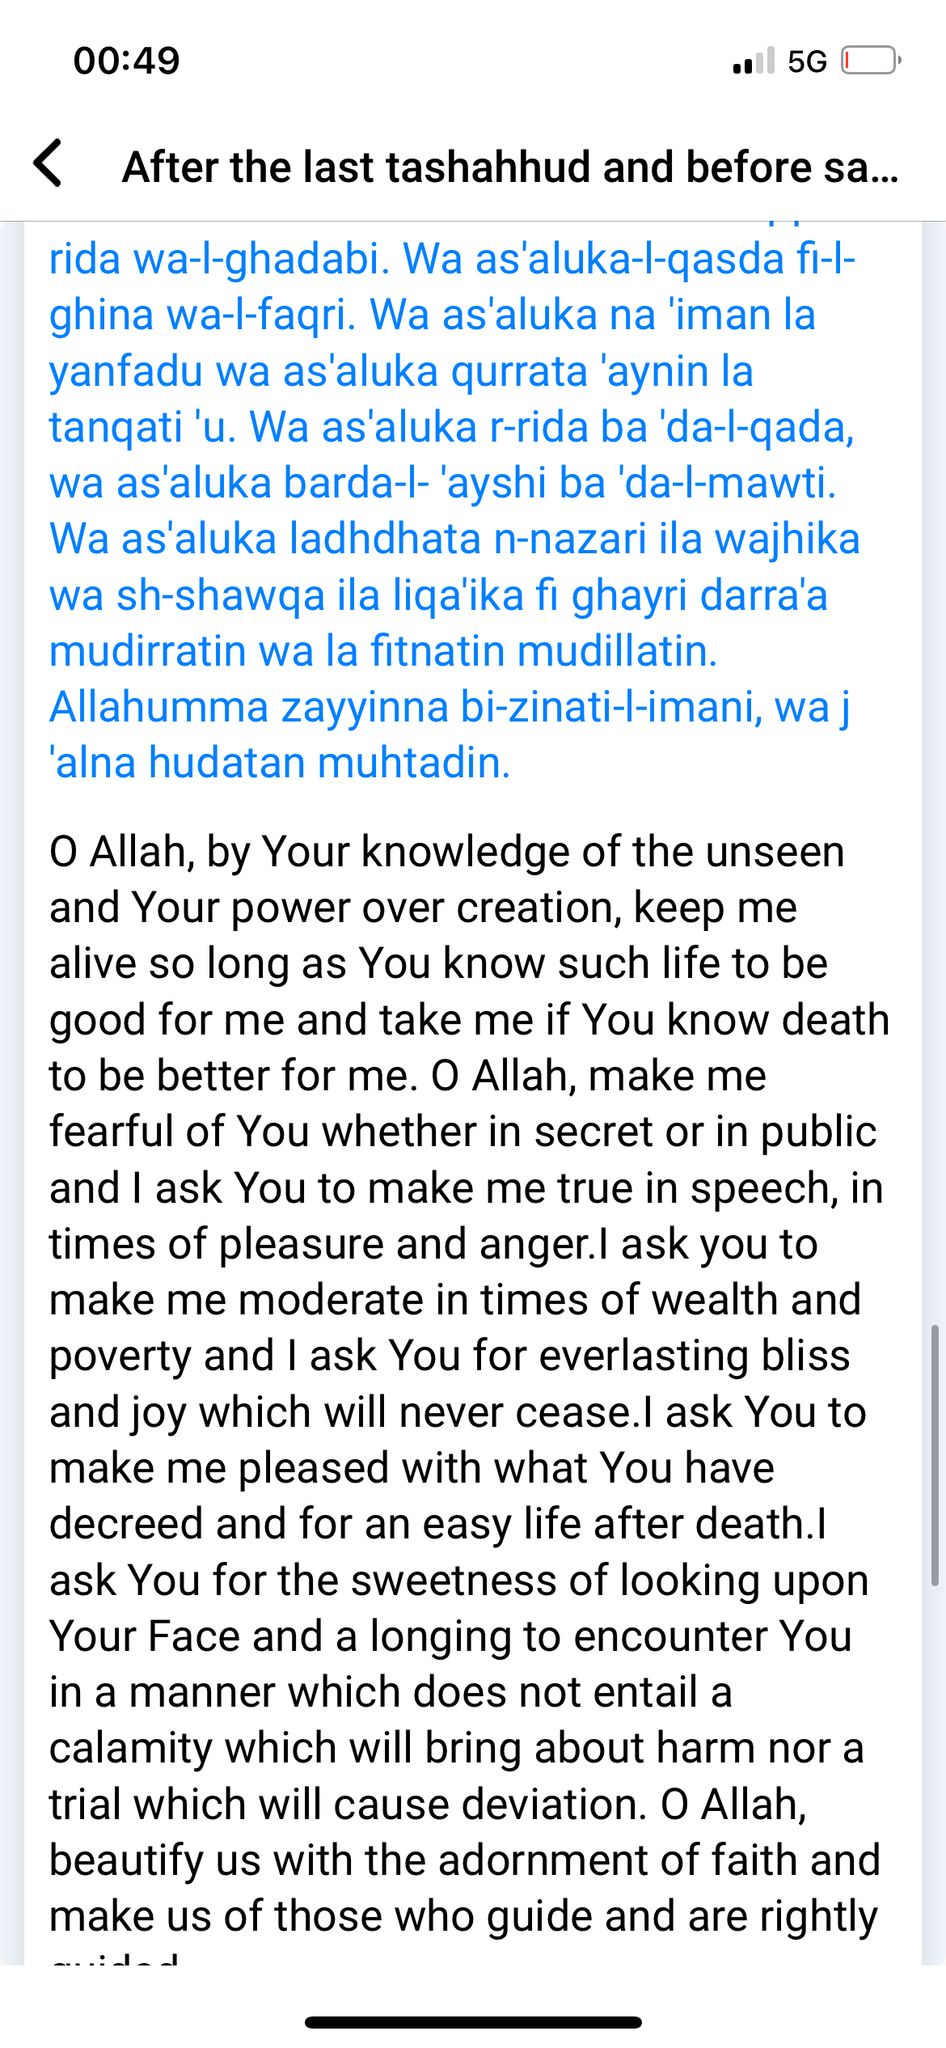 00:49
5G
After the last tashahhud and before sa...
rida wa-l-ghadabi. Wa as'aluka-l-qasda fi-l-
ghina wa-l-faqri. Wa as'aluka na 'iman la
yanfadu wa as'aluka qurrata 'aynin la
tanqati 'u. Wa as'aluka r-rida ba 'da-l-qada,
wa as'aluka barda-l- 'ayshi ba 'da-l-mawti.
Wa as'aluka ladhdhata n-nazari ila wajhika
wa sh-shawqa ila liqa'ika fi ghayri darra'a
mudirratin wa la fitnatin mudillatin.
Allahumma zayyinna bi-zinati-l-imani, wa j
'alna hudatan muhtadin.
O Allah, by Your knowledge of the unseen
and Your power over creation, keep me
alive so long as You know such life to be
good for me and take me if You know death
to be better for me. O Allah, make me
fearful of You whether in secret or in public
and I ask You to make me true in speech, in
times of pleasure and anger.I ask you to
make me moderate in times of wealth and
poverty and I ask You for everlasting bliss
and joy which will never cease.I ask You to
make me pleased with what You have
decreed and for an easy life after death.I
ask You for the sweetness of looking upon
Your Face and a longing to encounter You
in a manner which does not entail a
calamity which will bring about harm nor a
trial which will cause deviation. O Allah,
beautify us with the adornment of faith and
make us of those who guide and are rightly